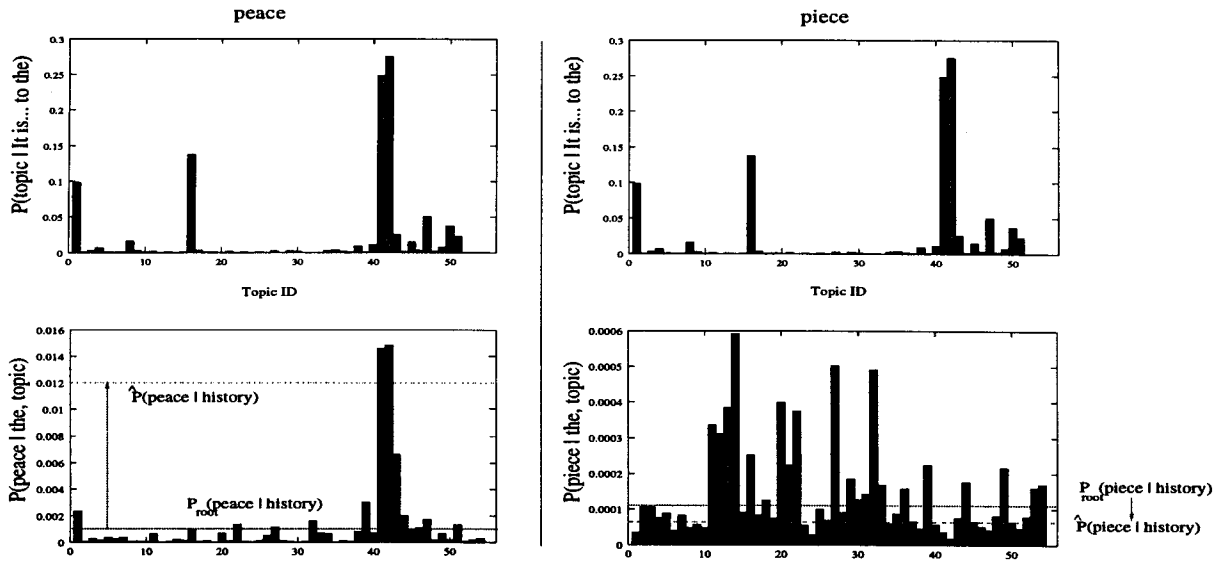 peace
0.3
0.25
0.2
0.15
0.1
0.05
0
P(topic | It is... to the)
0 10 20 30 40 50
Topic ID
0.016
0.014
0.012
0.01
0.008
0.006
0.004
0.002
0
P(peace | the, topic)
P̂(peace | history)
P_root(peace | history)
0 10 20 30 40 50
piece
0.3
0.25
0.2
0.15
0.1
0.05
0
P(topic | It is... to the)
0 10 20 30 40 50
Topic ID
0.0006
0.0005
0.0004
0.0003
0.0002
0.0001
0
P(piece | the, topic)
0 10 20 30 40 50
P_root(piece | history)
P̂(piece | history)